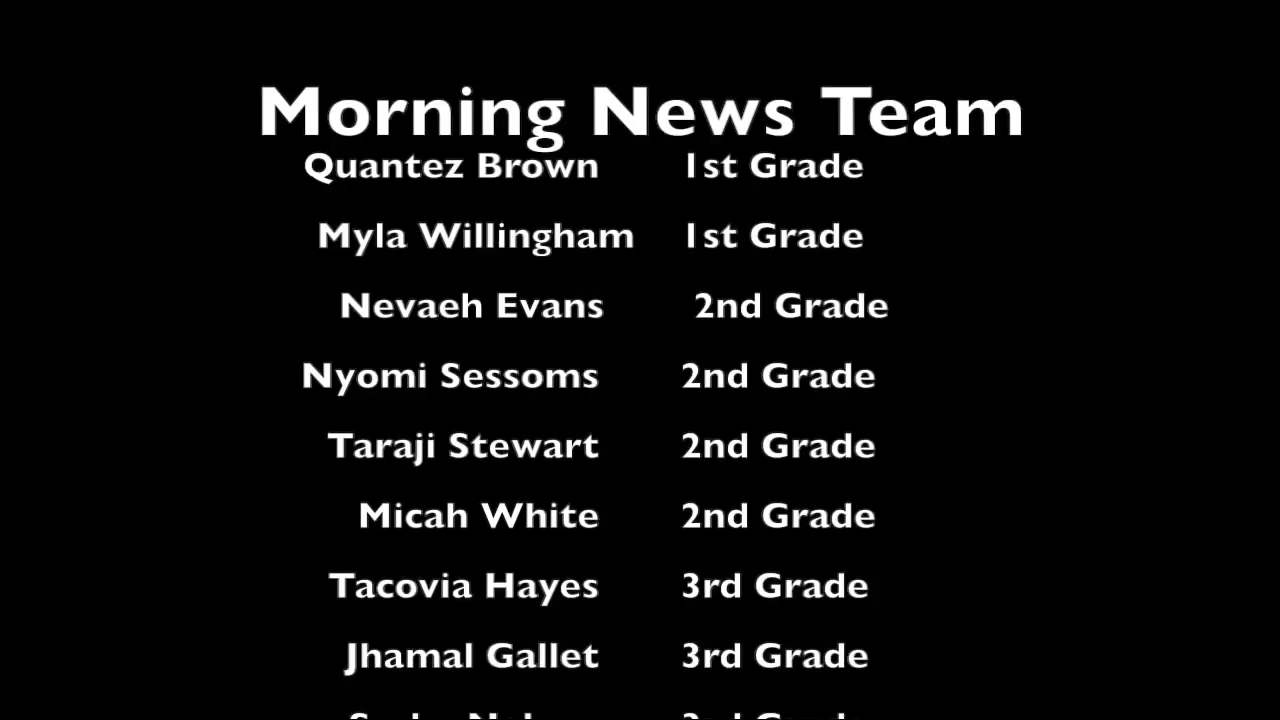 Morning News Team
Quantez Brown 1st Grade
Myla Willingham 1st Grade
Nevaeh Evans 2nd Grade
Nyomi Sessoms 2nd Grade
Taraji Stewart 2nd Grade
Micah White 2nd Grade
Tacovia Hayes 3rd Grade
Jhamal Gallet 3rd Grade